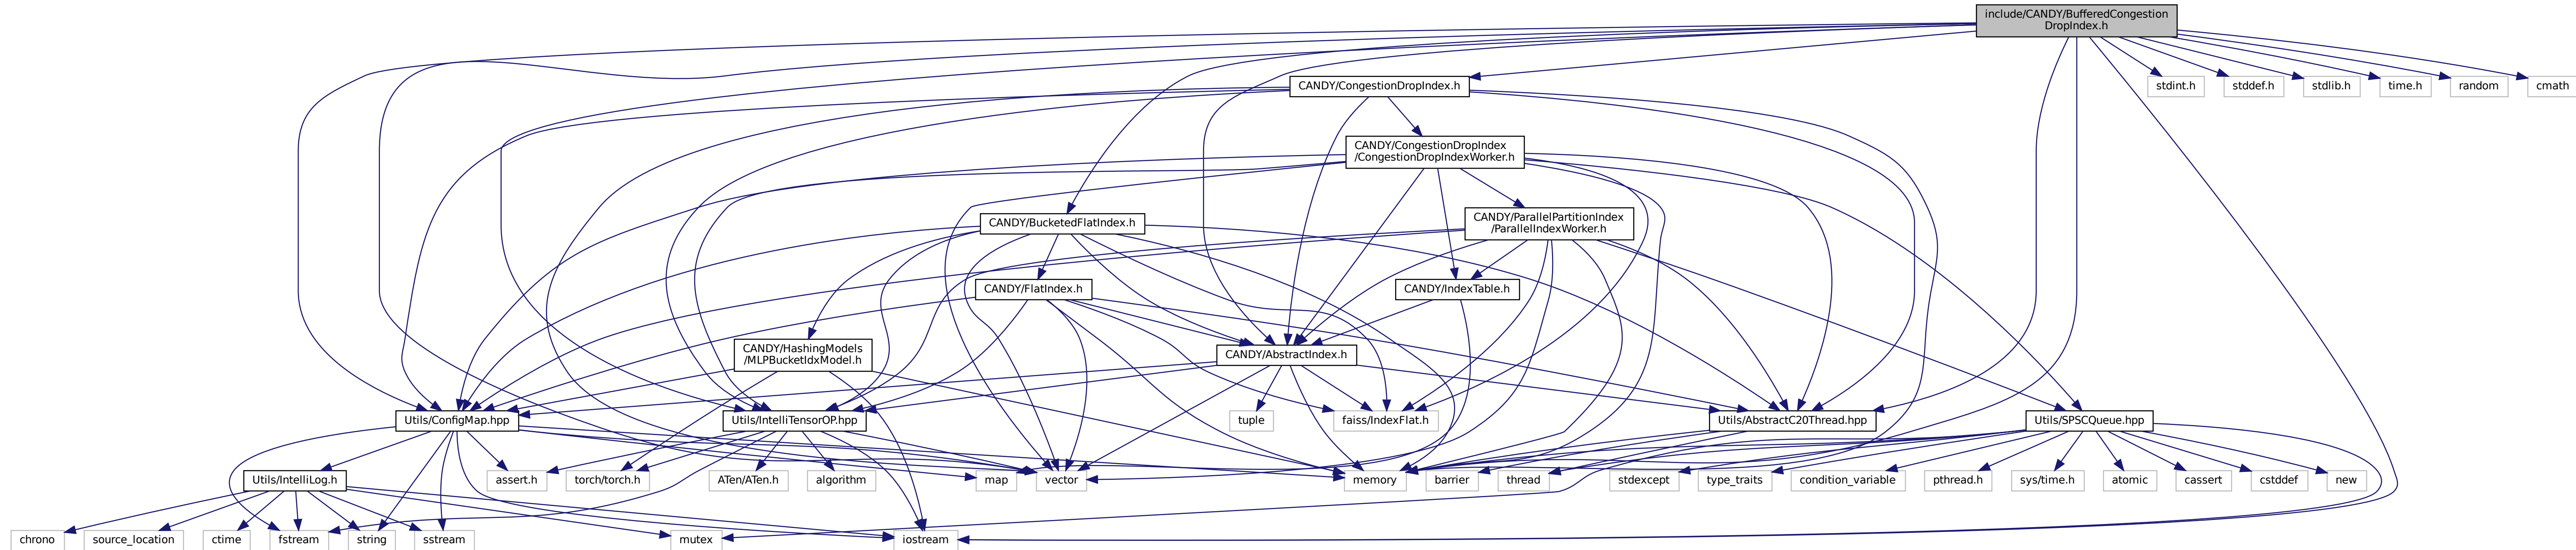 include/CANDY/BufferedCongestion
DropIndex.h
CANDY/CongestionDropIndex.h
stdint.h
stddef.h
stdlib.h
time.h
random
cmath
CANDY/CongestionDropIndex
/CongestionDropIndexWorker.h
CANDY/BucketedFlatIndex.h
CANDY/ParallelPartitionIndex
/ParallelIndexWorker.h
CANDY/FlatIndex.h
CANDY/IndexTable.h
CANDY/HashingModels
/MLPBucketIdxModel.h
CANDY/AbstractIndex.h
Utils/ConfigMap.hpp
Utils/IntelliTensorOP.hpp
tuple
faiss/IndexFlat.h
Utils/AbstractC20Thread.hpp
Utils/SPSCQueue.hpp
Utils/IntelliLog.h
assert.h
torch/torch.h
ATen/ATen.h
algorithm
map
vector
memory
barrier
thread
stdexcept
type_traits
condition_variable
pthread.h
sys/time.h
atomic
cassert
cstddef
new
chrono
source_location
ctime
fstream
string
sstream
mutex
iostream